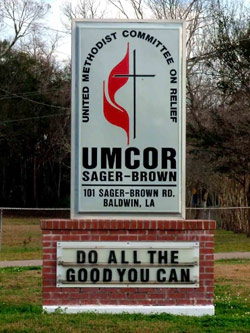 UNITED METHODIST COMMITTEE ON RELIEF
UMCOR
SAGER-BROWN
101 SAGER-BROWN RD.
BALDWIN, LA
DO ALL THE
GOOD YOU CAN